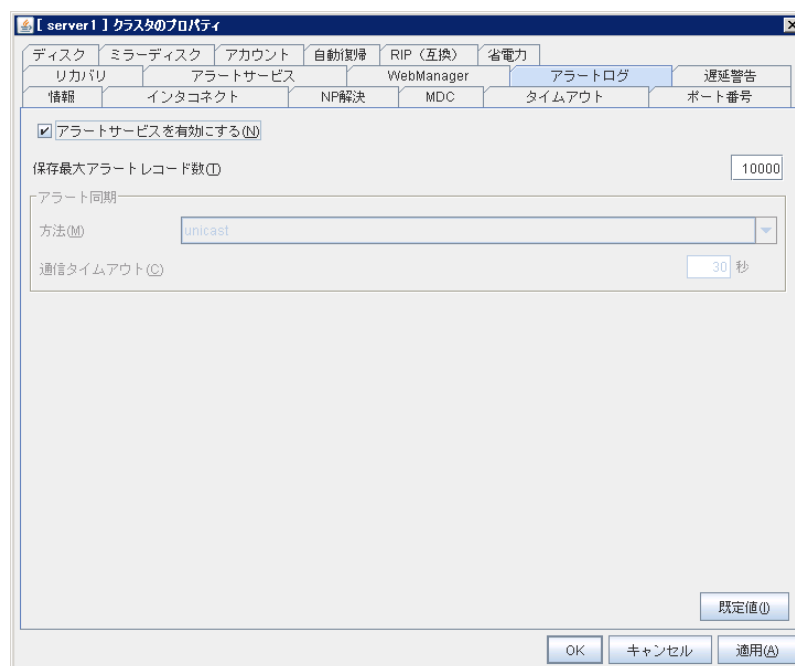 [ server1 ] クラスタのプロパティ
ディスク ミラーディスク アカウント 自動復帰 RIP（互換） 省電力
リカバリ アラートサービス WebManager アラートログ 遅延警告
情報 インタコネクト NP解決 MDC タイムアウト ポート番号
アラートサービスを有効にする(N)
保存最大アラートレコード数(T) 10000
アラート同期
方法(M) unicast
通信タイムアウト(C) 30 秒
既定値(I)
OK キャンセル 適用(A)